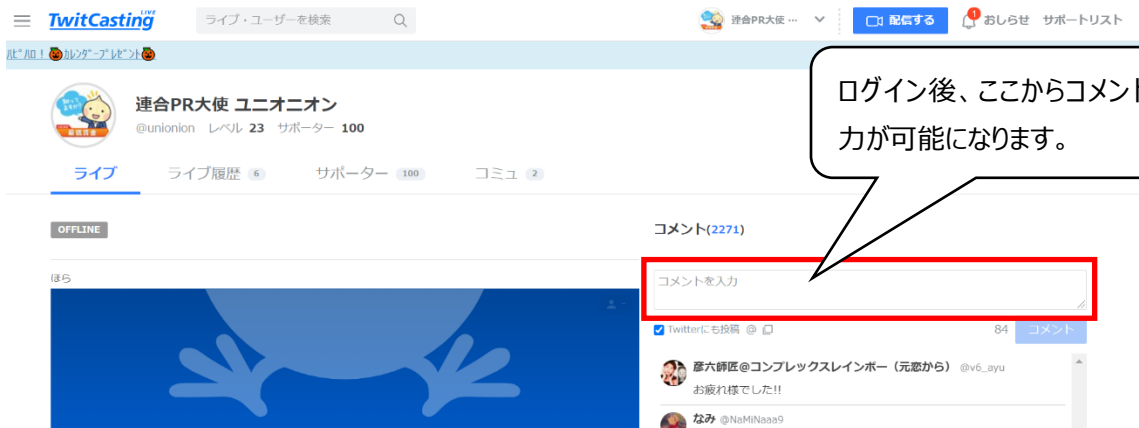 TwitCasting LIVE
ライブ・ユーザーを検索
連合PR大使 ...
配信する
1
おしらせ
サポートリスト
ﾊﾋﾟﾊﾛ！🎃ｶﾚﾝﾀﾞｰﾌﾟﾚｾﾞﾝﾄ🎃
連合PR大使 ユニオニオン
@unionion レベル 23 サポーター 100
ライブ ライブ履歴 6 サポーター 100 コミュ 2
ログイン後、ここからコメント
力が可能になります。
OFFLINE
コメント(2271)
ほら
コメントを入力
Twitterにも投稿 @
84 コメント
彦六師匠@コンプレックスレインボー（元恋から） @v6_ayu
お疲れ様でした!!
なみ @NaMiNaaa9